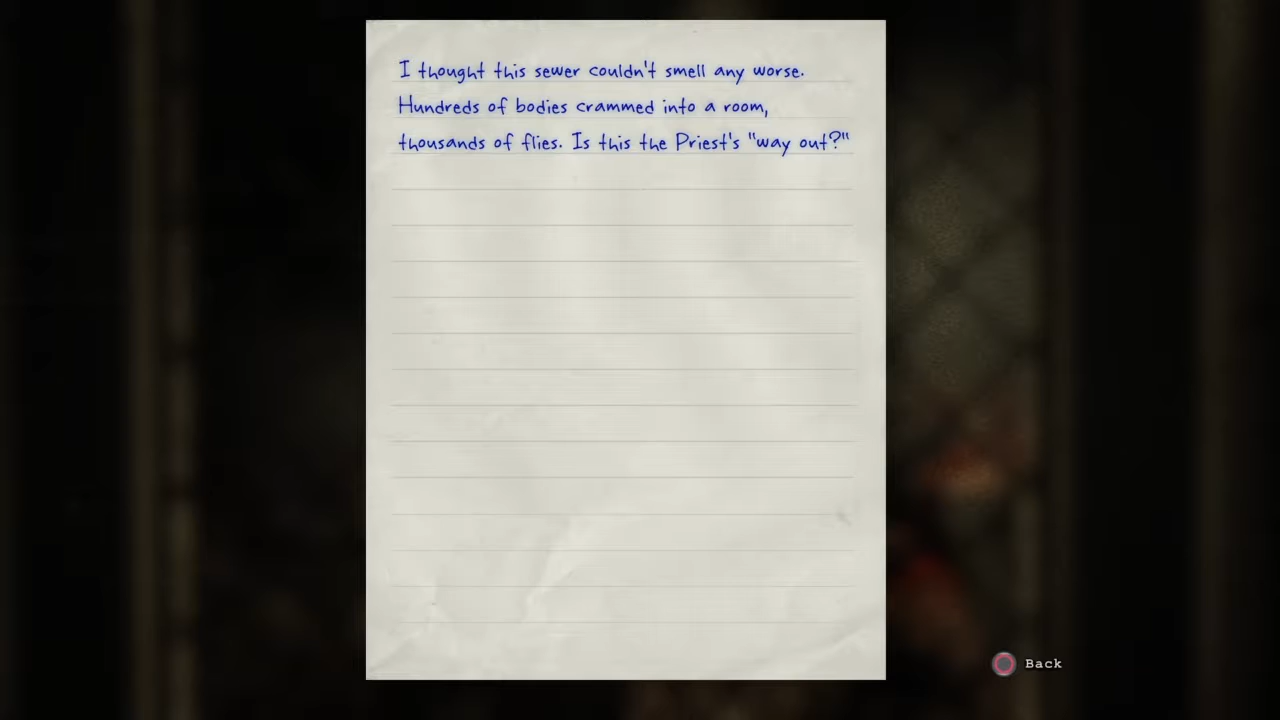 I thought this sewer couldn't smell any worse.
Hundreds of bodies crammed into a room,
thousands of flies. Is this the Priest's "way out?"
Back